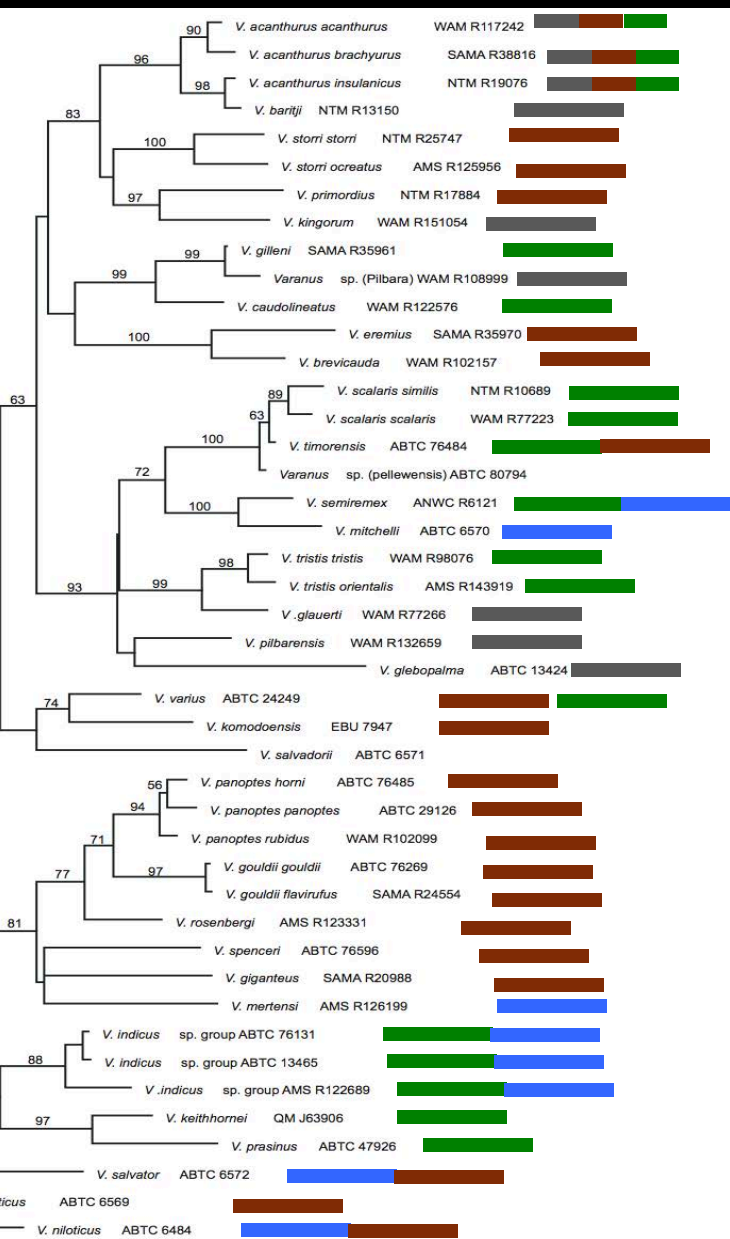 90 V. acanthurus acanthurus WAM R117242
96 V. acanthurus brachyurus SAMA R38816
98 V. acanthurus insulanicus NTM R19076
V. baritji NTM R13150
83
100 V. storri storri NTM R25747
V. storri ocreatus AMS R125956
97 V. primordius NTM R17884
V. kingorum WAM R151054
99 V. gilleni SAMA R35961
99 Varanus sp. (Pilbara) WAM R108999
V. caudolineatus WAM R122576
100 V. eremius SAMA R35970
V. brevicauda WAM R102157
63
89 V. scalaris similis NTM R10689
63 V. scalaris scalaris WAM R77223
100 V. timorensis ABTC 76484
72 Varanus sp. (pellewensis) ABTC 80794
100 V. semiremex ANWC R6121
V. mitchelli ABTC 6570
98 V. tristis tristis WAM R98076
93 99 V. tristis orientalis AMS R143919
V .glauerti WAM R77266
V. pilbarensis WAM R132659
V. glebopalma ABTC 13424
74 V. varius ABTC 24249
V. komodoensis EBU 7947
V. salvadorii ABTC 6571
56 V. panoptes horni ABTC 76485
94 V. panoptes panoptes ABTC 29126
71 V. panoptes rubidus WAM R102099
77 97 V. gouldii gouldii ABTC 76269
V. gouldii flavirufus SAMA R24554
81 V. rosenbergi AMS R123331
V. spenceri ABTC 76596
V. giganteus SAMA R20988
V. mertensi AMS R126199
V. indicus sp. group ABTC 76131
88 V. indicus sp. group ABTC 13465
V .indicus sp. group AMS R122689
97 V. keithhornei QM J63906
V. prasinus ABTC 47926
V. salvator ABTC 6572
ticus ABTC 6569
V. niloticus ABTC 6484